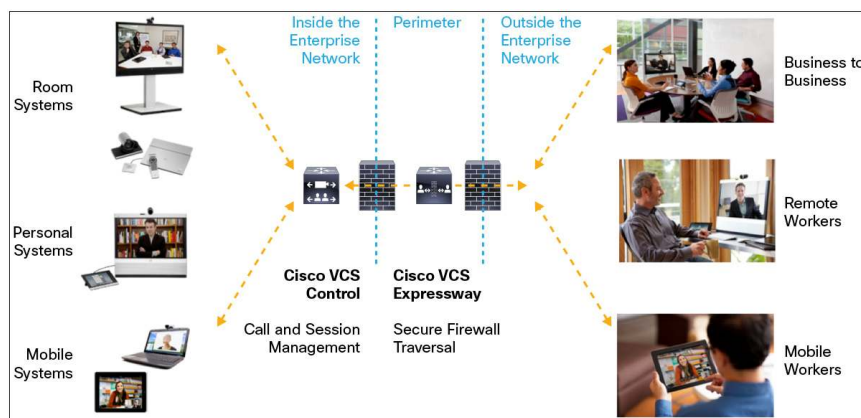 Inside the
Enterprise
Network
Perimeter
Outside the
Enterprise
Network
Room
Systems
Personal
Systems
Mobile
Systems
Cisco VCS
Control
Call and Session
Management
Cisco VCS
Expressway
Secure Firewall
Traversal
Business to
Business
Remote
Workers
Mobile
Workers